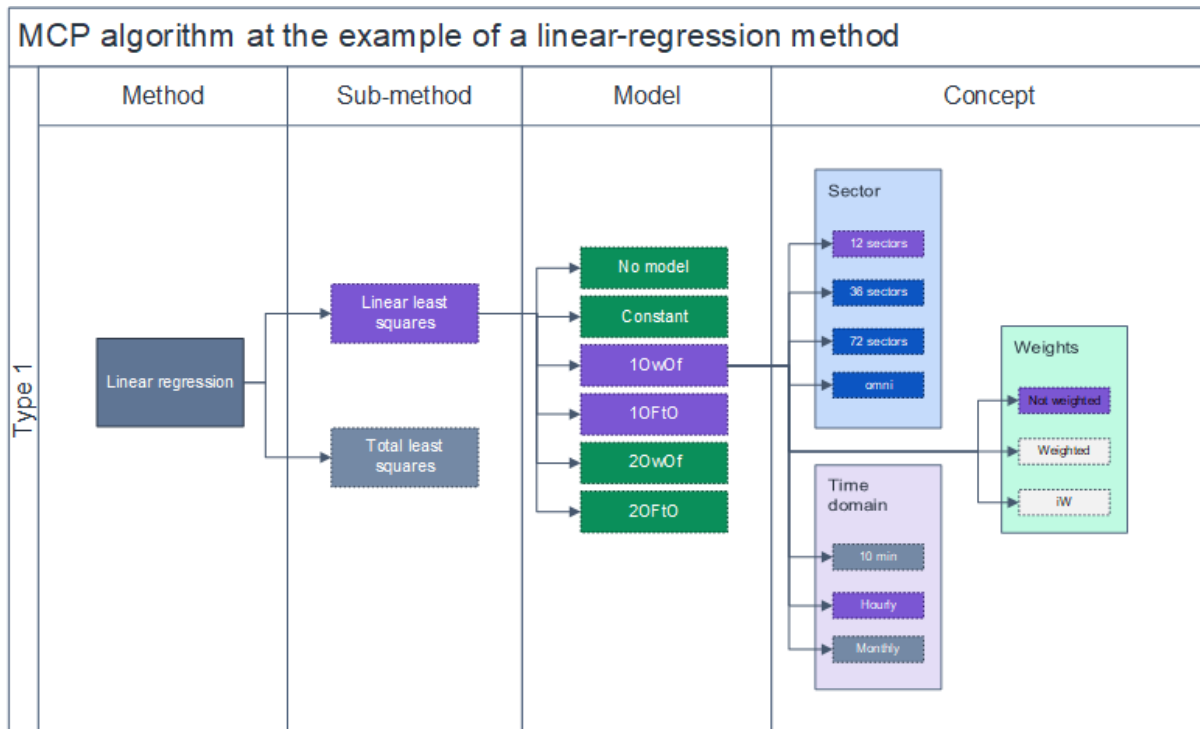 MCP algorithm at the example of a linear-regression method
Method
Sub-method
Model
Concept
Type 1
Linear regression
Linear least
squares
Total least
squares
No model
Constant
1OwOf
1OFtO
2OwOf
2OFtO
Sector
12 sectors
36 sectors
72 sectors
omni
Time
domain
10 min
Hourly
Monthly
Weights
Not weighted
Weighted
iW